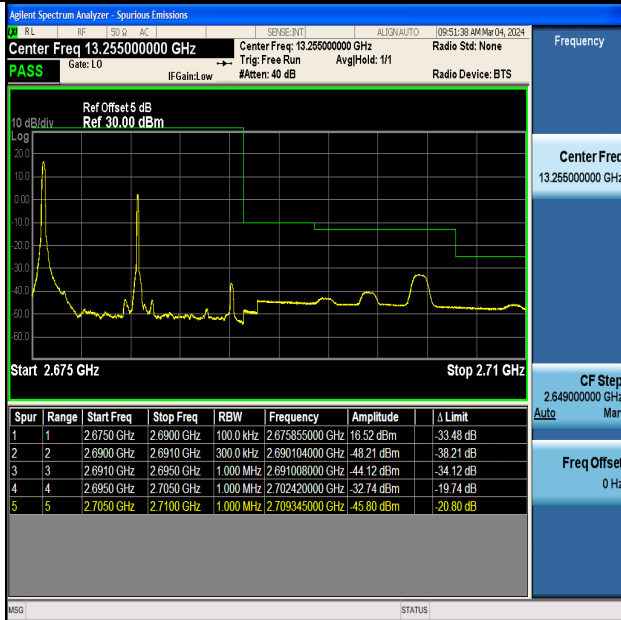 Agilent Spectrum Analyzer - Spurious Emissions
RL RF 50 Ω AC SENSE:INT ALIGN AUTO 09:51:38 AM Mar 04, 2024
Center Freq 13.255000000 GHz
Center Freq: 13.255000000 GHz
Radio Std: None
PASS
Gate: LO
Trig: Free Run Avg|Hold: 1/1
IFGain:Low
#Atten: 40 dB
Radio Device: BTS
Ref Offset 5 dB
10 dB/div Ref 30.00 dBm
Log
20.0
10.0
0.00
-10.0
-20.0
-30.0
-40.0
-50.0
-60.0
Start 2.675 GHz Stop 2.71 GHz
Spur Range Start Freq Stop Freq RBW Frequency Amplitude Δ Limit
1 1 2.6750 GHz 2.6900 GHz 100.0 kHz 2.675855000 GHz 16.52 dBm -33.48 dB
2 2 2.6900 GHz 2.6910 GHz 300.0 kHz 2.690104000 GHz -48.21 dBm -38.21 dB
3 3 2.6910 GHz 2.6950 GHz 1.000 MHz 2.691008000 GHz -44.12 dBm -34.12 dB
4 4 2.6950 GHz 2.7050 GHz 1.000 MHz 2.702420000 GHz -32.74 dBm -19.74 dB
5 5 2.7050 GHz 2.7100 GHz 1.000 MHz 2.709345000 GHz -45.80 dBm -20.80 dB
MSG STATUS
Frequency
Center Freq
13.255000000 GHz
CF Step
2.649000000 GHz
Auto Man
Freq Offset
0 Hz